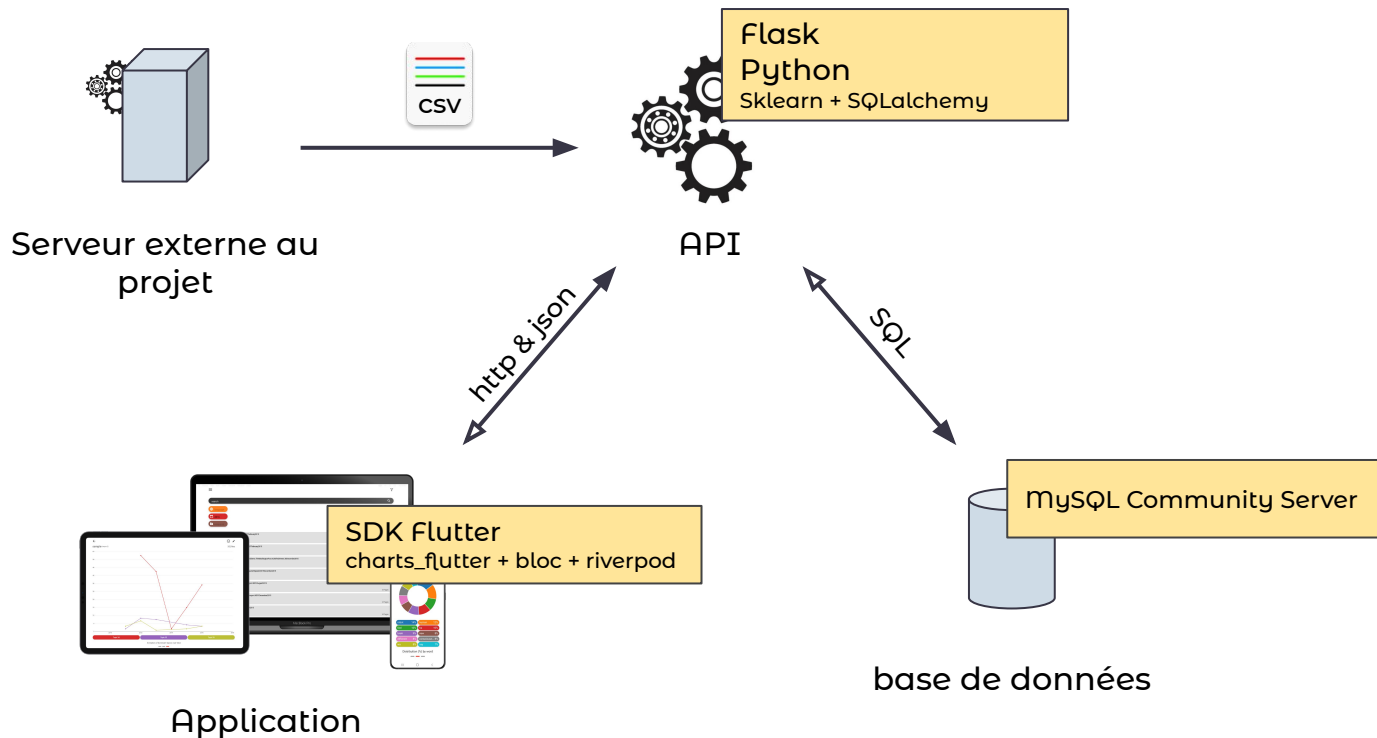 Flask
Python
Sklearn + SQLalchemy
CSV
Serveur externe au
projet
API
http & json
SQL
SDK Flutter
charts_flutter + bloc + riverpod
MySQL Community Server
base de données
Application